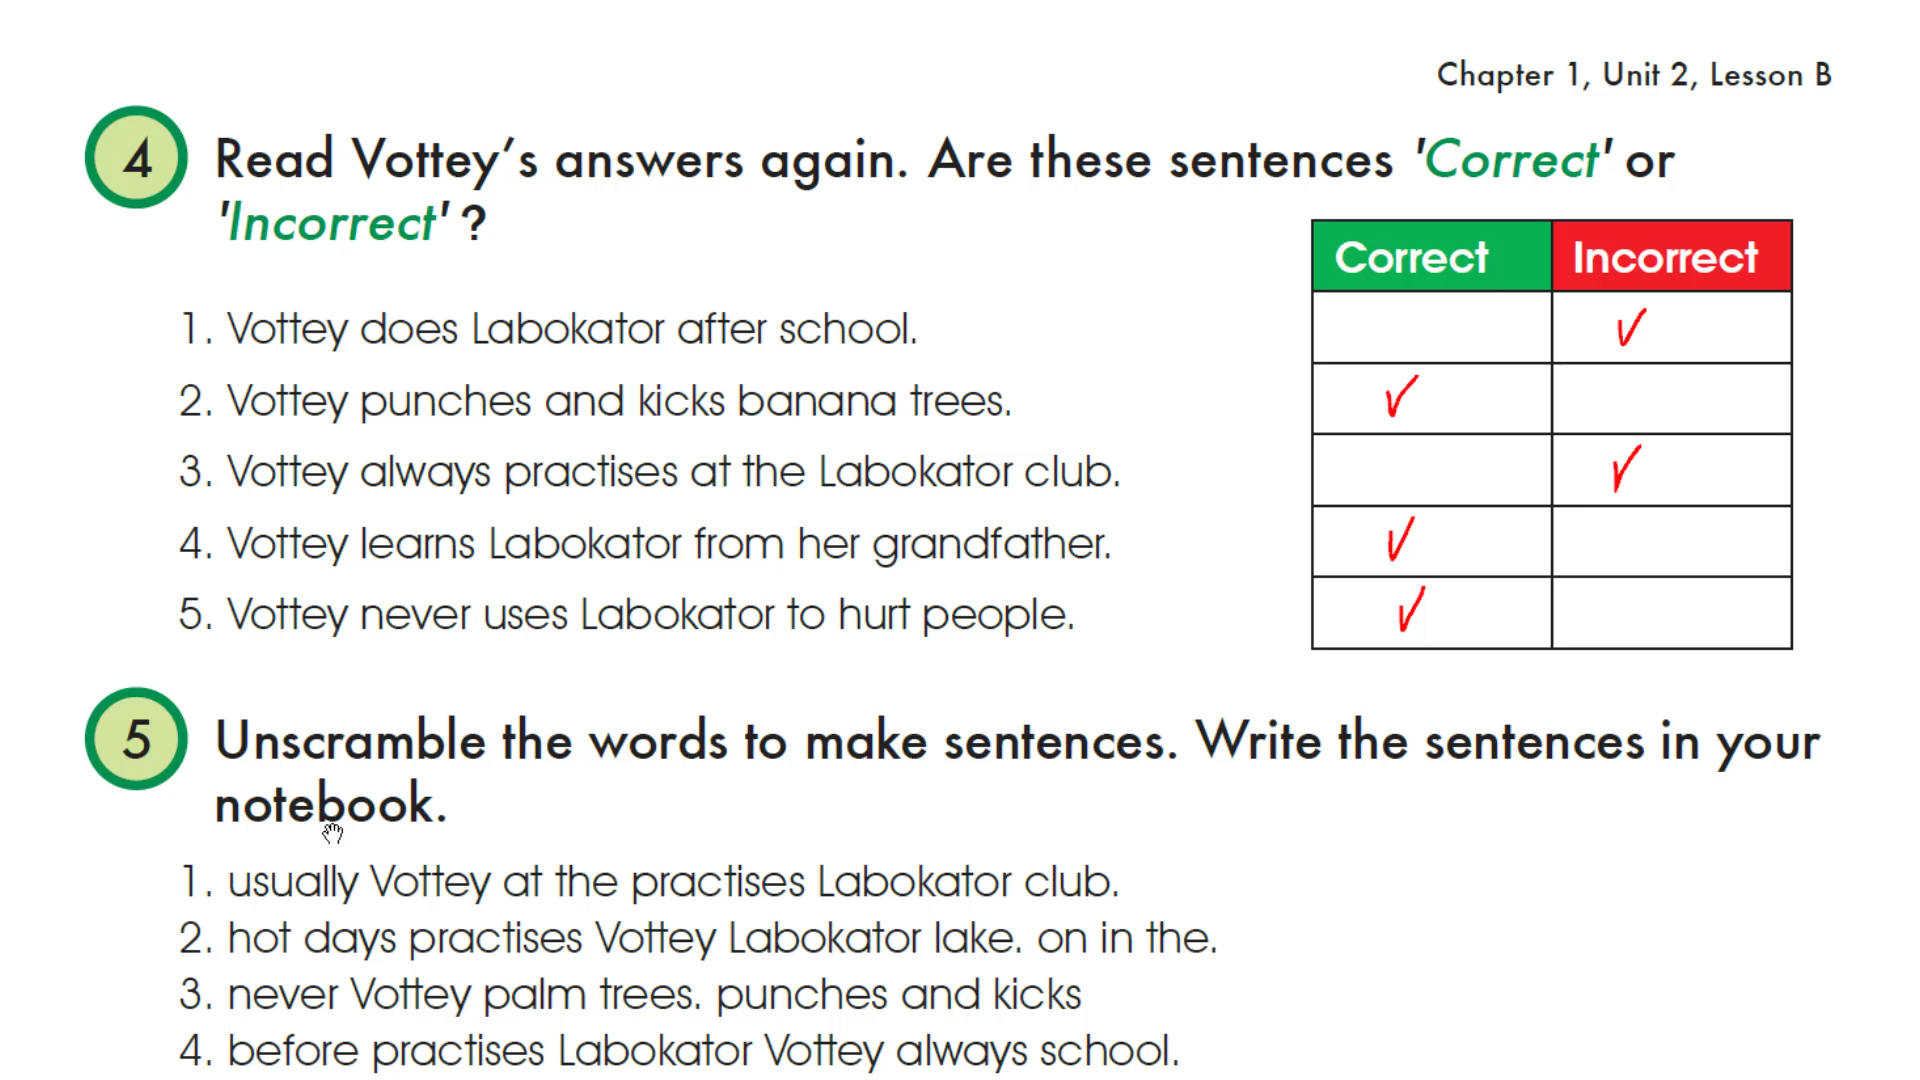 Chapter 1, Unit 2, Lesson B
4 Read Vottey's answers again. Are these sentences 'Correct' or
'Incorrect' ?
Correct Incorrect
1. Vottey does Labokator after school.
2. Vottey punches and kicks banana trees.
3. Vottey always practises at the Labokator club.
4. Vottey learns Labokator from her grandfather.
5. Vottey never uses Labokator to hurt people.
5 Unscramble the words to make sentences. Write the sentences in your
notebook.
1. usually Vottey at the practises Labokator club.
2. hot days practises Vottey Labokator lake. on in the.
3. never Vottey palm trees. punches and kicks
4. before practises Labokator Vottey always school.